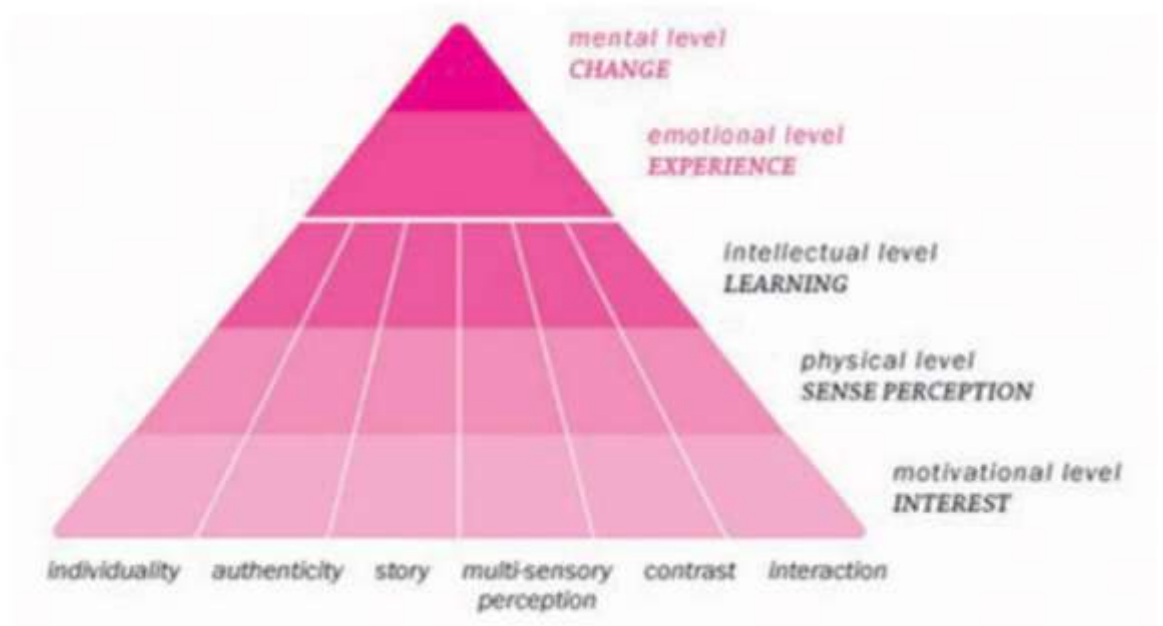 mental level
CHANGE
emotional level
EXPERIENCE
intellectual level
LEARNING
physical level
SENSE PERCEPTION
motivational level
INTEREST
individuality authenticity story multi-sensory contrast interaction
perception